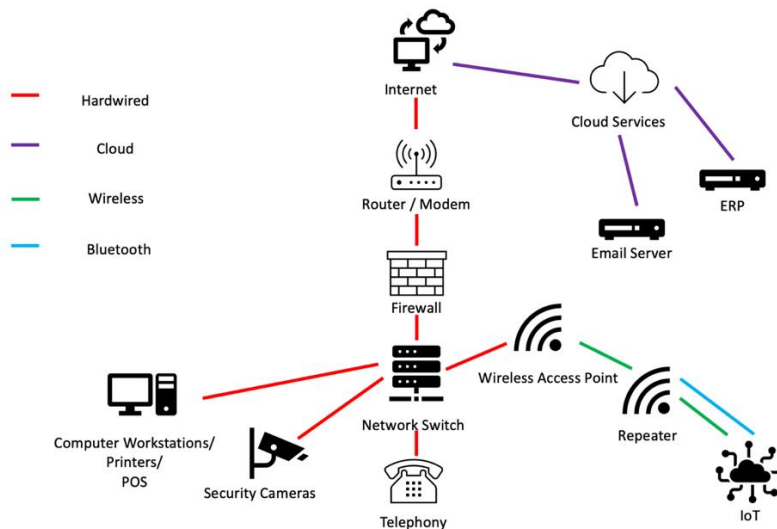 Internet
Hardwired
Cloud Services
Cloud
Wireless
Router / Modem
ERP
Bluetooth
Email Server
Firewall
Wireless Access Point
Network Switch
Repeater
Computer Workstations/
Printers/
POS
Security Cameras
Telephony
IoT